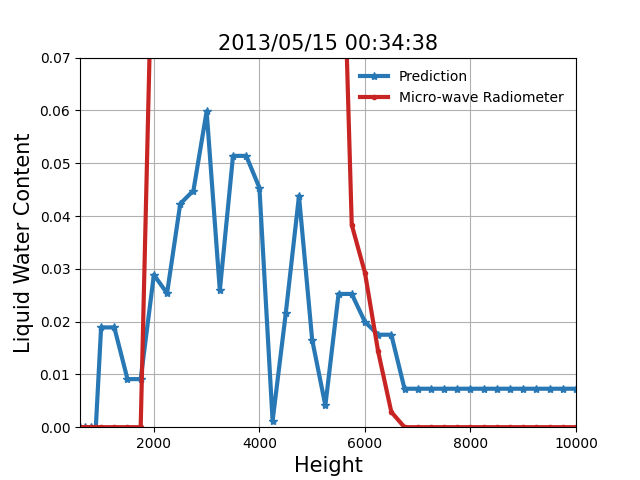 2013/05/15 00:34:38
Prediction
Micro-wave Radiometer
Liquid Water Content
0.07
0.06
0.05
0.04
0.03
0.02
0.01
0.00
2000 4000 6000 8000 10000
Height